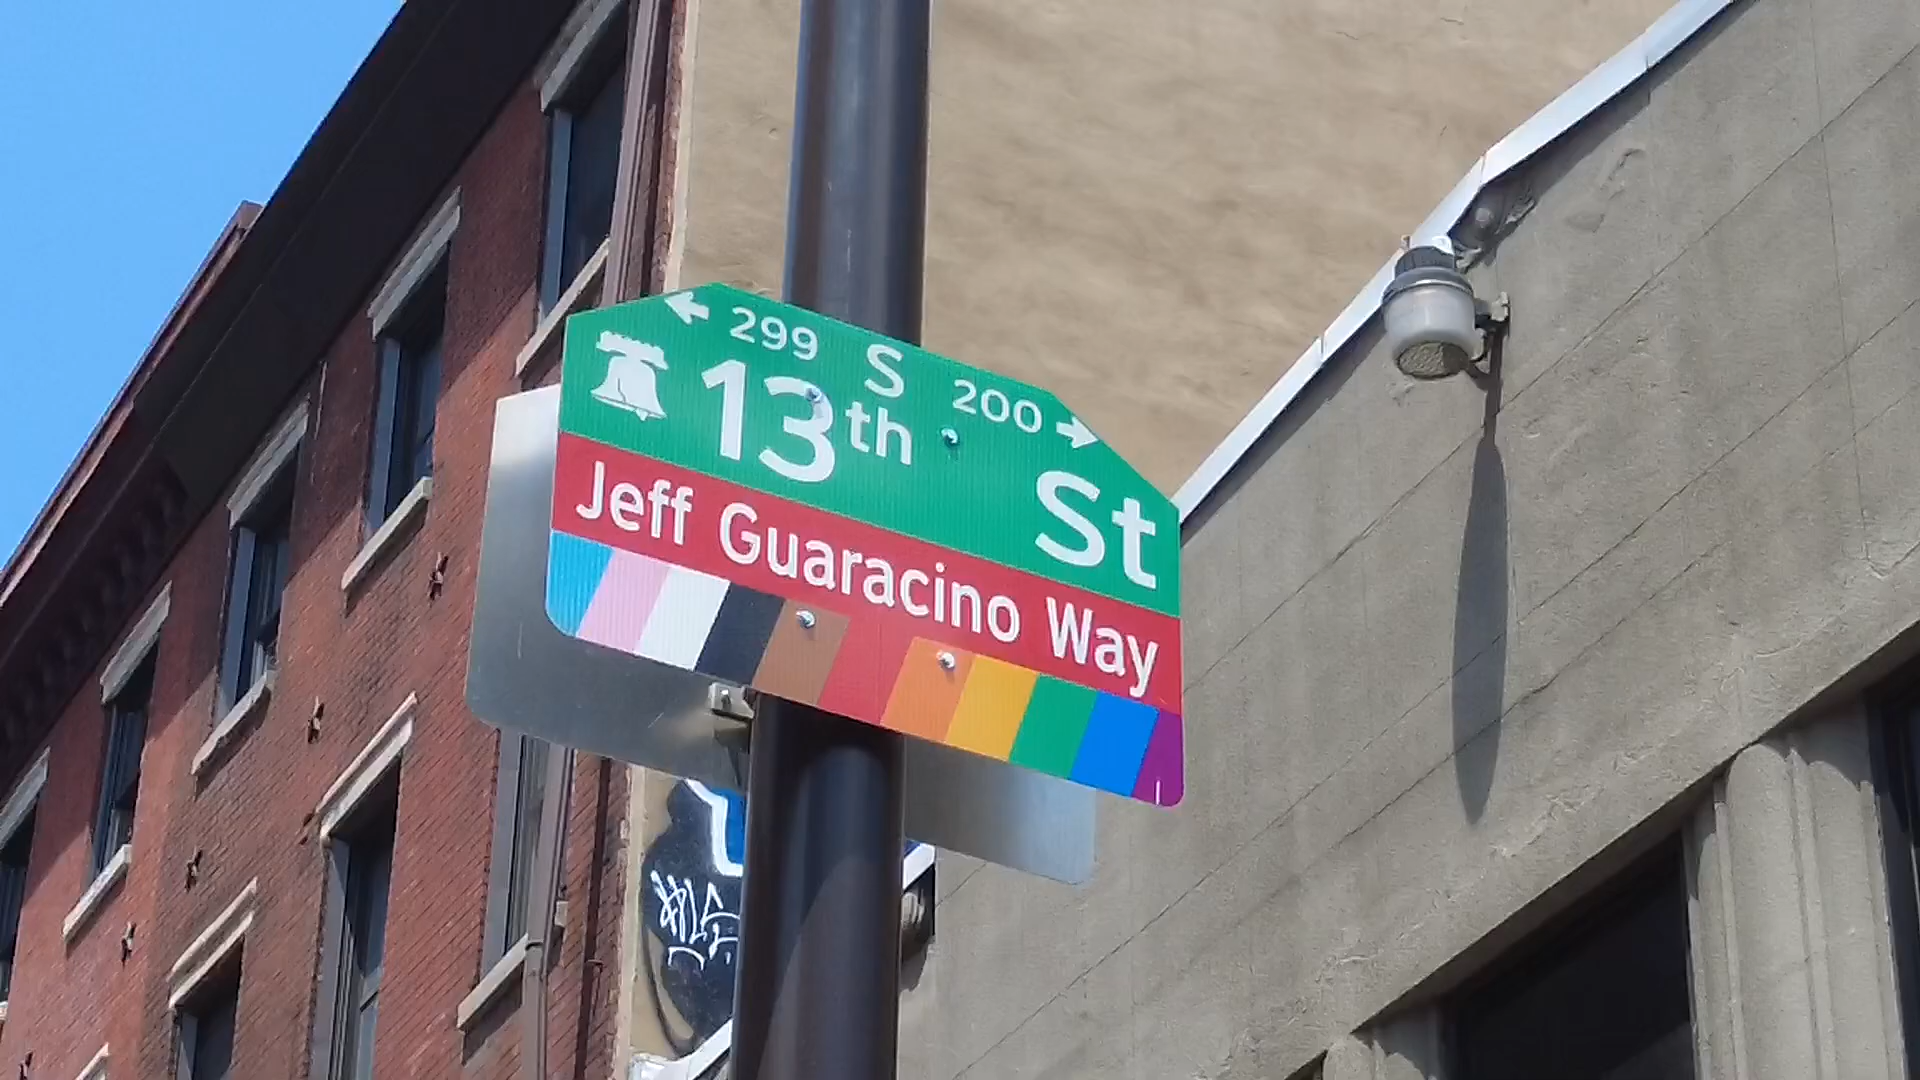 ← 299 S 200 →
13th St
Jeff Guaracino Way